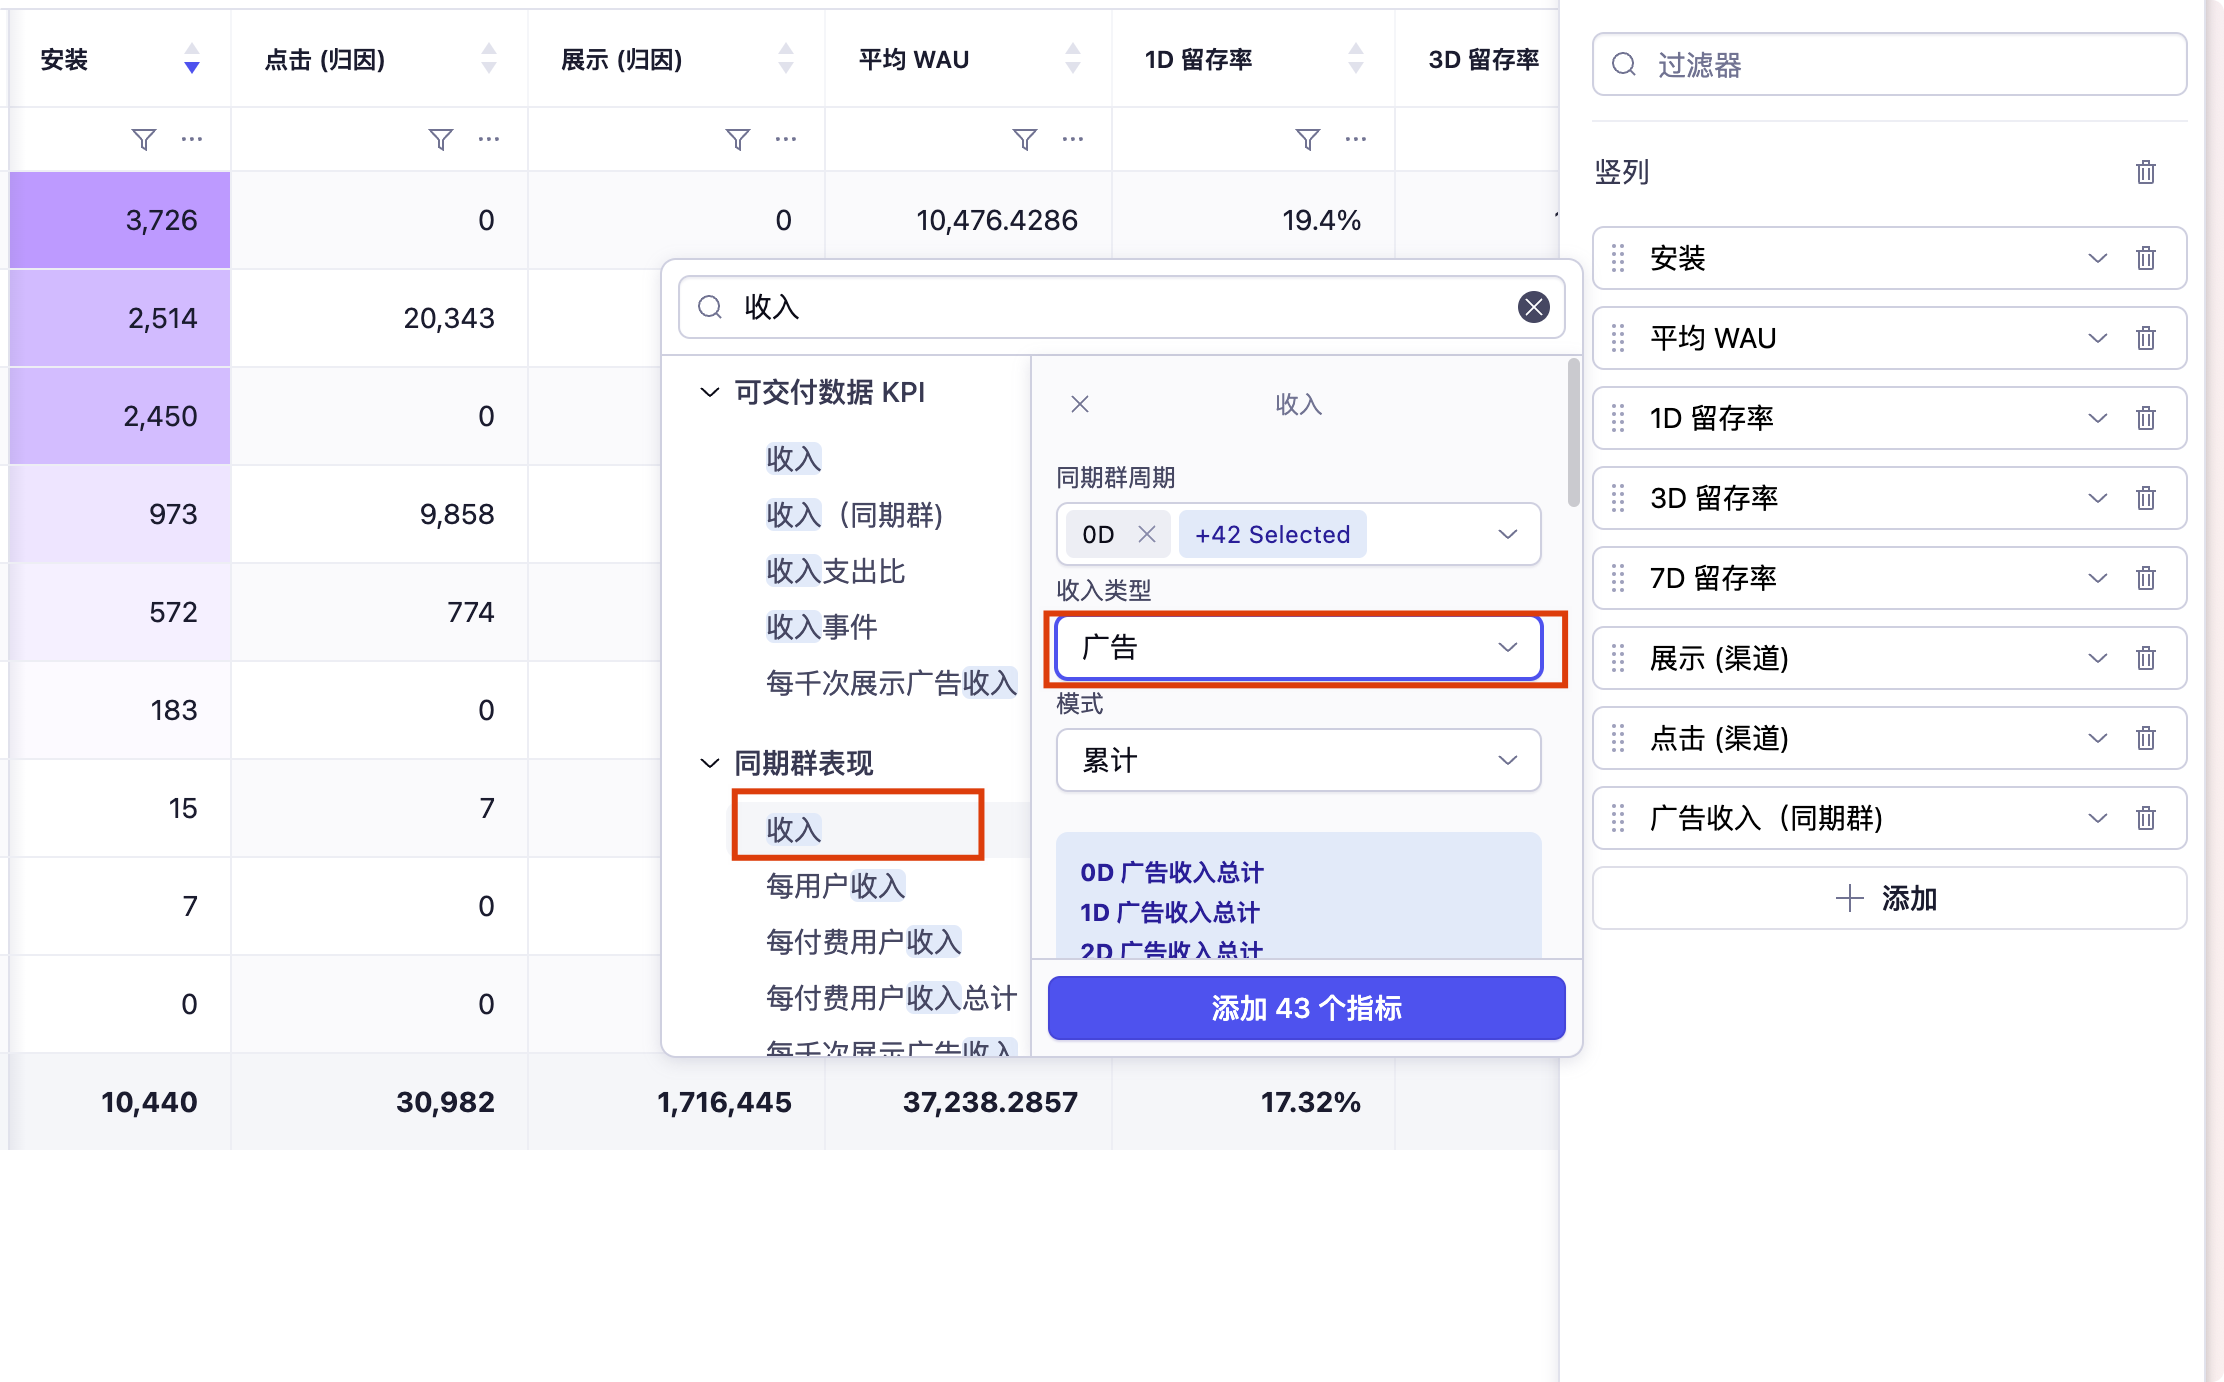 安装 点击 (归因) 展示 (归因) 平均 WAU 1D 留存率 3D 留存率
3,726 0 0 10,476.4286 19.4%
2,514 20,343
2,450 0
973 9,858
572 774
183 0
15 7
7 0
0 0
10,440 30,982 1,716,445 37,238.2857 17.32%
收入
可交付数据 KPI
收入
收入（同期群)
收入支出比
收入事件
每千次展示广告收入
同期群表现
收入
每用户收入
每付费用户收入
每付费用户收入总计
每千次展示广告收入
收入
同期群周期
0D +42 Selected
收入类型
广告
模式
累计
0D 广告收入总计
1D 广告收入总计
2D 广告收入总计
添加 43 个指标
过滤器
竖列
安装
平均 WAU
1D 留存率
3D 留存率
7D 留存率
展示 (渠道)
点击 (渠道)
广告收入（同期群)
添加